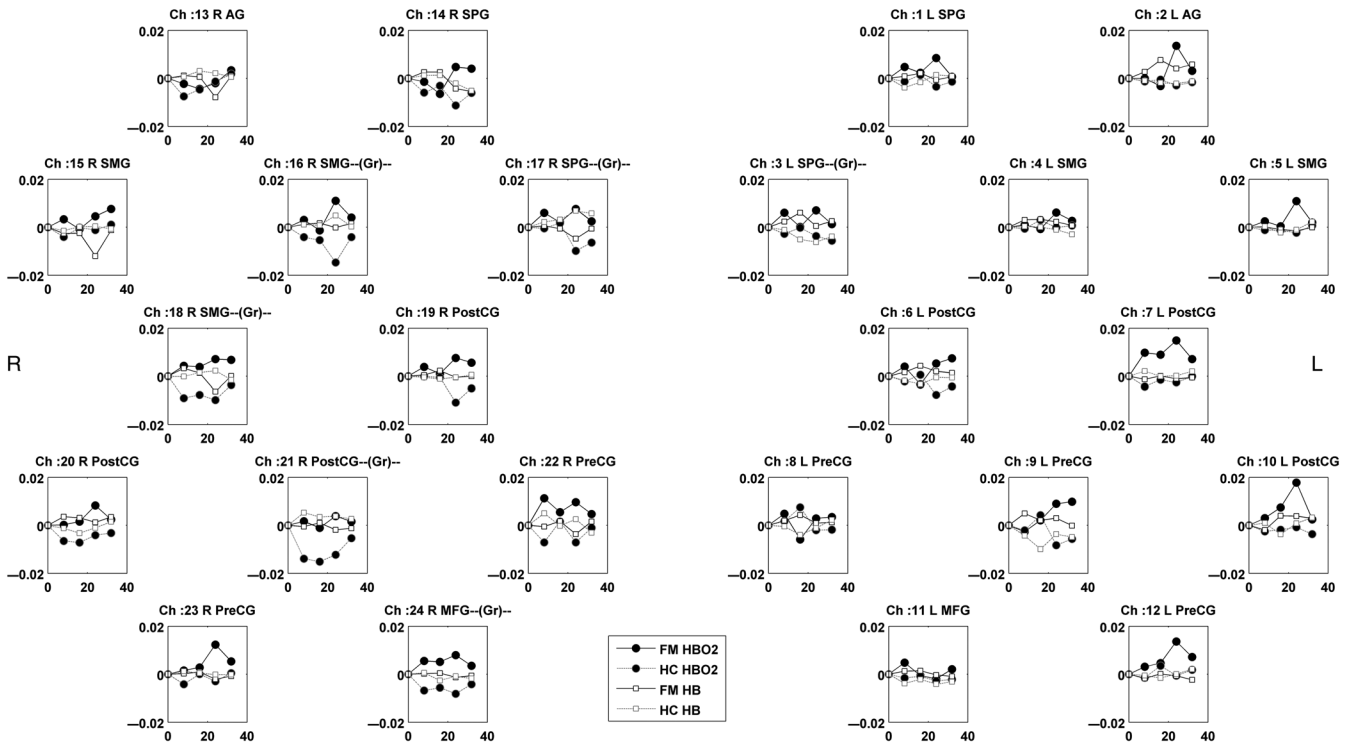 Ch :13 R AG
0.02
0
—0.02
0 20 40
Ch :14 R SPG
0.02
0
—0.02
0 20 40
Ch :1 L SPG
0.02
0
—0.02
0 20 40
Ch :2 L AG
0.02
0
—0.02
0 20 40
Ch :15 R SMG
0.02
0
—0.02
0 20 40
Ch :16 R SMG--(Gr)--
0.02
0
—0.02
0 20 40
Ch :17 R SPG--(Gr)--
0.02
0
—0.02
0 20 40
Ch :3 L SPG--(Gr)--
0.02
0
—0.02
0 20 40
Ch :4 L SMG
0.02
0
—0.02
0 20 40
Ch :5 L SMG
0.02
0
—0.02
0 20 40
R
Ch :18 R SMG--(Gr)--
0.02
0
—0.02
0 20 40
Ch :19 R PostCG
0.02
0
—0.02
0 20 40
Ch :6 L PostCG
0.02
0
—0.02
0 20 40
Ch :7 L PostCG
0.02
0
—0.02
0 20 40
L
Ch :20 R PostCG
0.02
0
—0.02
0 20 40
Ch :21 R PostCG--(Gr)--
0.02
0
—0.02
0 20 40
Ch :22 R PreCG
0.02
0
—0.02
0 20 40
Ch :8 L PreCG
0.02
0
—0.02
0 20 40
Ch :9 L PreCG
0.02
0
—0.02
0 20 40
Ch :10 L PostCG
0.02
0
—0.02
0 20 40
Ch :23 R PreCG
0.02
0
—0.02
0 20 40
Ch :24 R MFG--(Gr)--
0.02
0
—0.02
0 20 40
FM HBO2
HC HBO2
FM HB
HC HB
Ch :11 L MFG
0.02
0
—0.02
0 20 40
Ch :12 L PreCG
0.02
0
—0.02
0 20 40